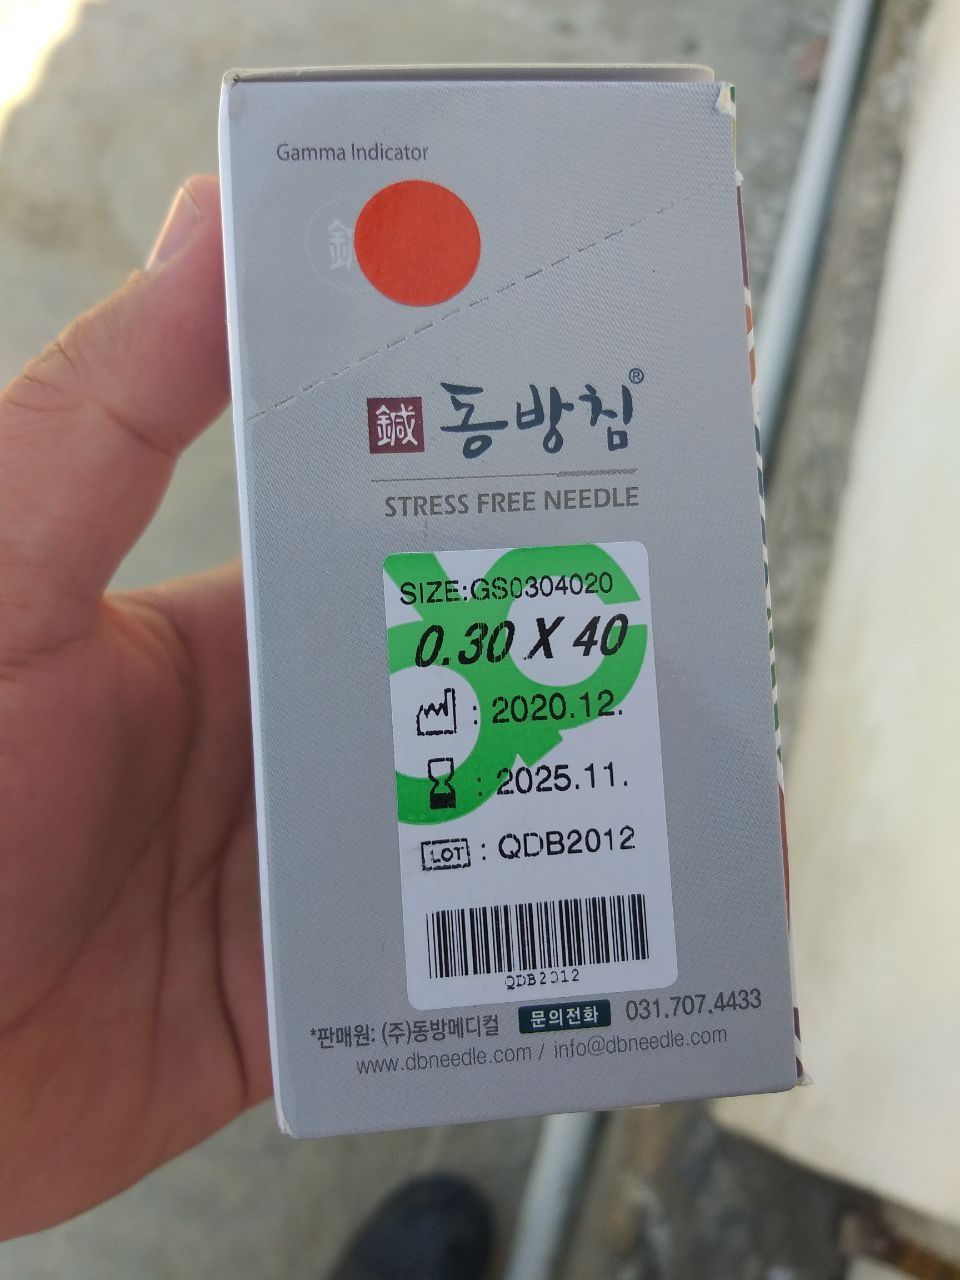 Gamma Indicator
鍼 동방침®
STRESS FREE NEEDLE
SIZE:GS0304020
0.30 X 40
: 2020.12.
: 2025.11.
LOT : QDB2012
QDB2012
*판매원: (주)동방메디컬 문의전화 031.707.4433
www.dbneedle.com / info@dbneedle.com